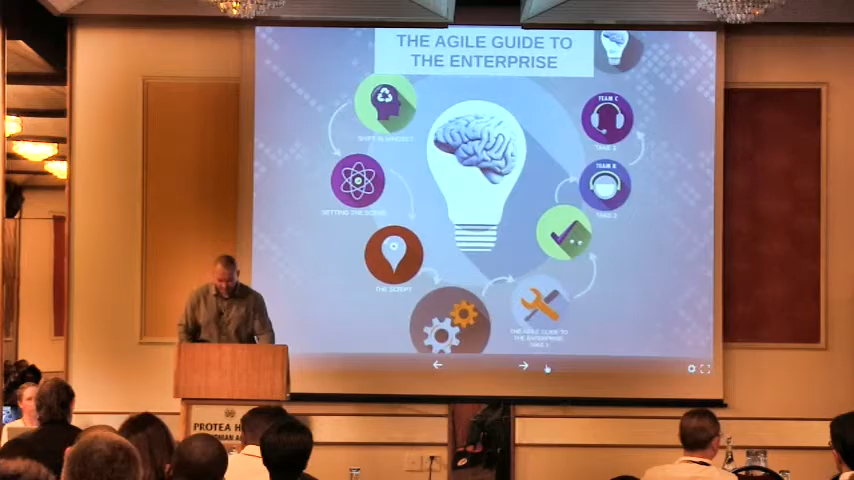 THE AGILE GUIDE TO
THE ENTERPRISE
SHIFT IN MINDSET
SETTING THE SCENE
THE SCRIPT
THE AGILE GUIDE TO
THE ENTERPRISE
TAKE 1
TEAM B
TAKE 2
TEAM C
TAKE 3
PROTEA H